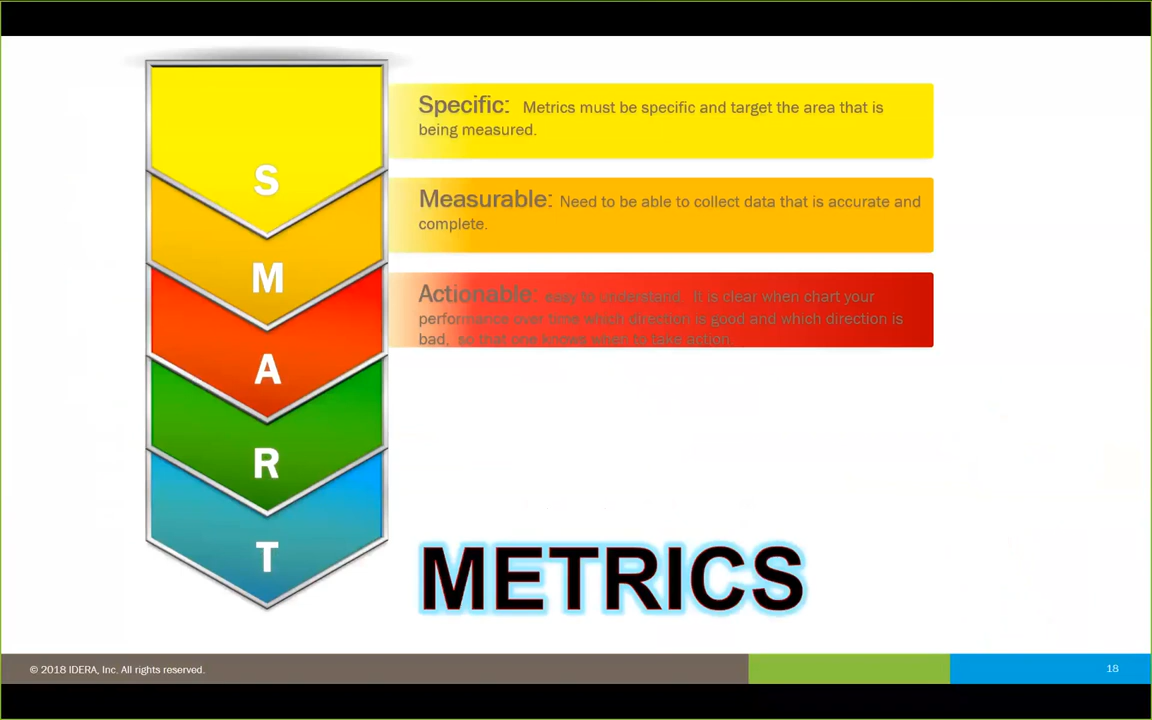 S
M
A
R
T
Specific: Metrics must be specific and target the area that is
being measured.
Measurable: Need to be able to collect data that is accurate and
complete.
Actionable: easy to understand. It is clear when chart your
performance over time which direction is good and which direction is
bad, so that one knows when to take action.
METRICS
© 2018 IDERA, Inc. All rights reserved.
18